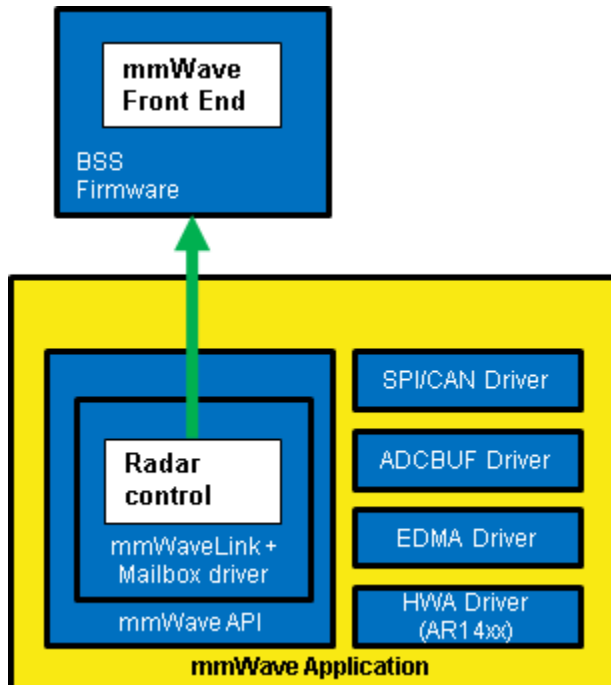 mmWave
Front End
BSS
Firmware
Radar
control
mmWaveLink +
Mailbox driver
mmWave API
SPI/CAN Driver
ADCBUF Driver
EDMA Driver
HWA Driver
(AR14xx)
mmWave Application